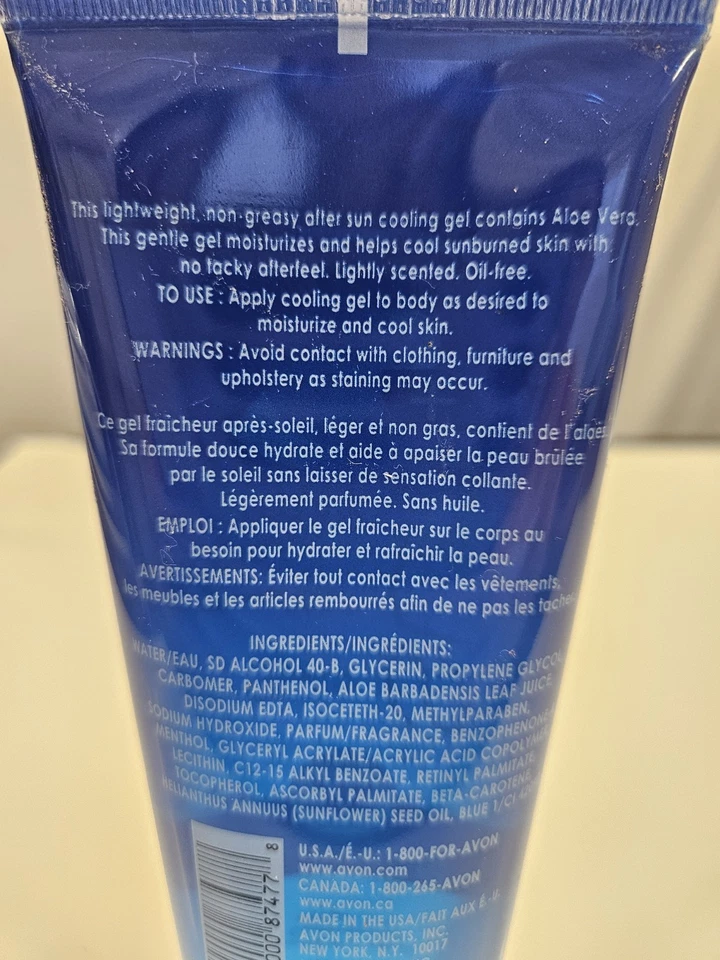 This lightweight, non-greasy after sun cooling gel contains Aloe Vera.
This gentle gel moisturizes and helps cool sunburned skin with
no tacky afterfeel. Lightly scented. Oil-free.
TO USE : Apply cooling gel to body as desired to
moisturize and cool skin.
WARNINGS : Avoid contact with clothing, furniture and
upholstery as staining may occur.
Ce gel fraîcheur après-soleil, léger et non gras, contient de l'aloès.
Sa formule douce hydrate et aide à apaiser la peau brûlée
par le soleil sans laisser de sensation collante.
Légèrement parfumée. Sans huile.
EMPLOI : Appliquer le gel fraîcheur sur le corps au
besoin pour hydrater et rafraîchir la peau.
AVERTISSEMENTS: Éviter tout contact avec les vêtements,
les meubles et les articles rembourrés afin de ne pas les
INGREDIENTS/INGRÉDIENTS:
WATER/EAU, SD ALCOHOL 40-B, GLYCERIN, PROPYLENE GLYCOL,
CARBOMER, PANTHENOL, ALOE BARBADENSIS LEAF JUICE,
DISODIUM EDTA, ISOCETETH-20, METHYLPARABEN,
SODIUM HYDROXIDE, PARFUM/FRAGRANCE,
MENTHOL, GLYCERYL ACRYLATE/ACRYLIC ACID COPOLYMER,
LECITHIN, C12-15 ALKYL BENZOATE, RETINYL PALMITATE,
TOCOPHEROL, ASCORBYL PALMITATE, BETA-CAROTENE,
HELIANTHUS ANNUUS (SUNFLOWER) SEED OIL, BLUE 1/CI
U.S.A./É.-U.: 1-800-FOR-AVON
www.avon.com
CANADA: 1-800-265-AVON
www.avon.ca
MADE IN THE USA/FAIT AUX É.-U.
AVON PRODUCTS, INC.
NEW YORK, N.Y. 10017
000 87477 8